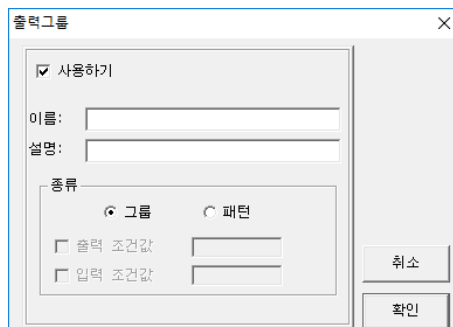 출력그룹
사용하기
이름:
설명:
종류
그룹 패턴
출력 조건값
입력 조건값
취소
확인